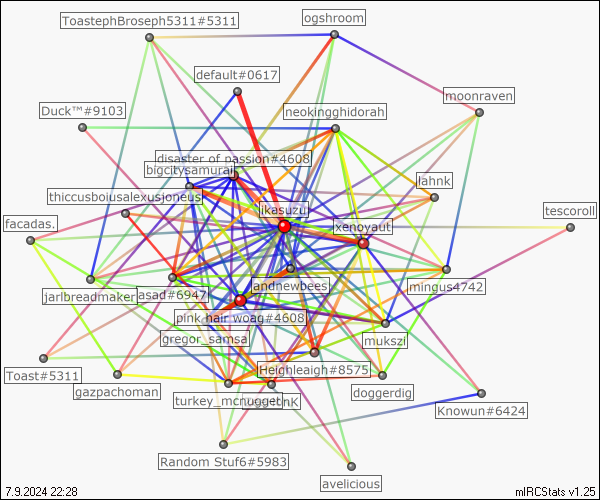 ToastephBroseph5311#5311
ogshroom
default#0617
moonraven
Duck™#9103
neokingghidorah
disaster of passion#4608
bigcitysamurai
lahnk
thiccusboiusalexusjoneus
ikasuzu
tescoroll
xenoyaut
facadas.
andnewbees
mingus4742
jarlbreadmaker
asad#6947
pink hair woag#4608
gregor_samsa
mukszi
Heighleaigh#8575
Toast#5311
gazpachoman
doggerdig
turkey_mcnugget
Knowun#6424
Random Stuf6#5983
avelicious
7.9.2024 22:28
mIRCStats v1.25